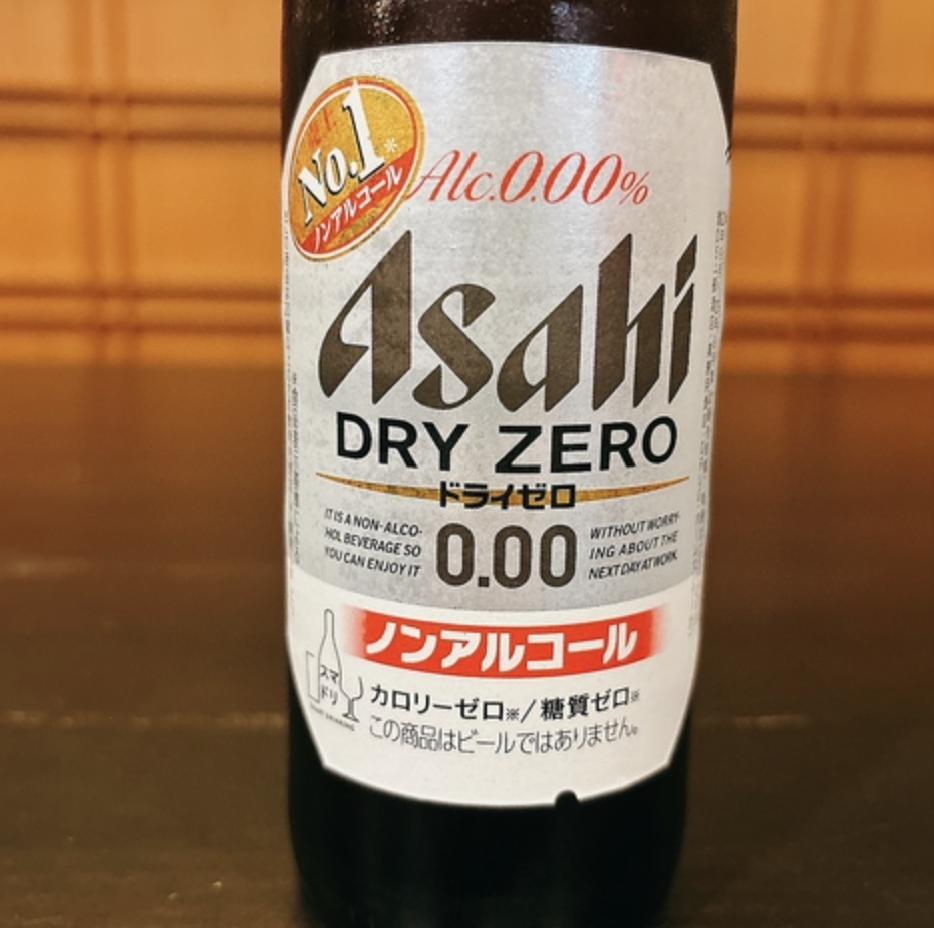 No.1※
ノンアルコール
Alc.0.00%
Asahi
DRY ZERO
ドライゼロ
IT IS A NON-ALCO-
HOL BEVERAGE SO
YOU CAN ENJOY IT
0.00
WITHOUT WORRY-
ING ABOUT THE
NEXT DAY AT WORK.
ノンアルコール
スマ
ドリ
カロリーゼロ※/糖質ゼロ※
この商品はビールではありません。